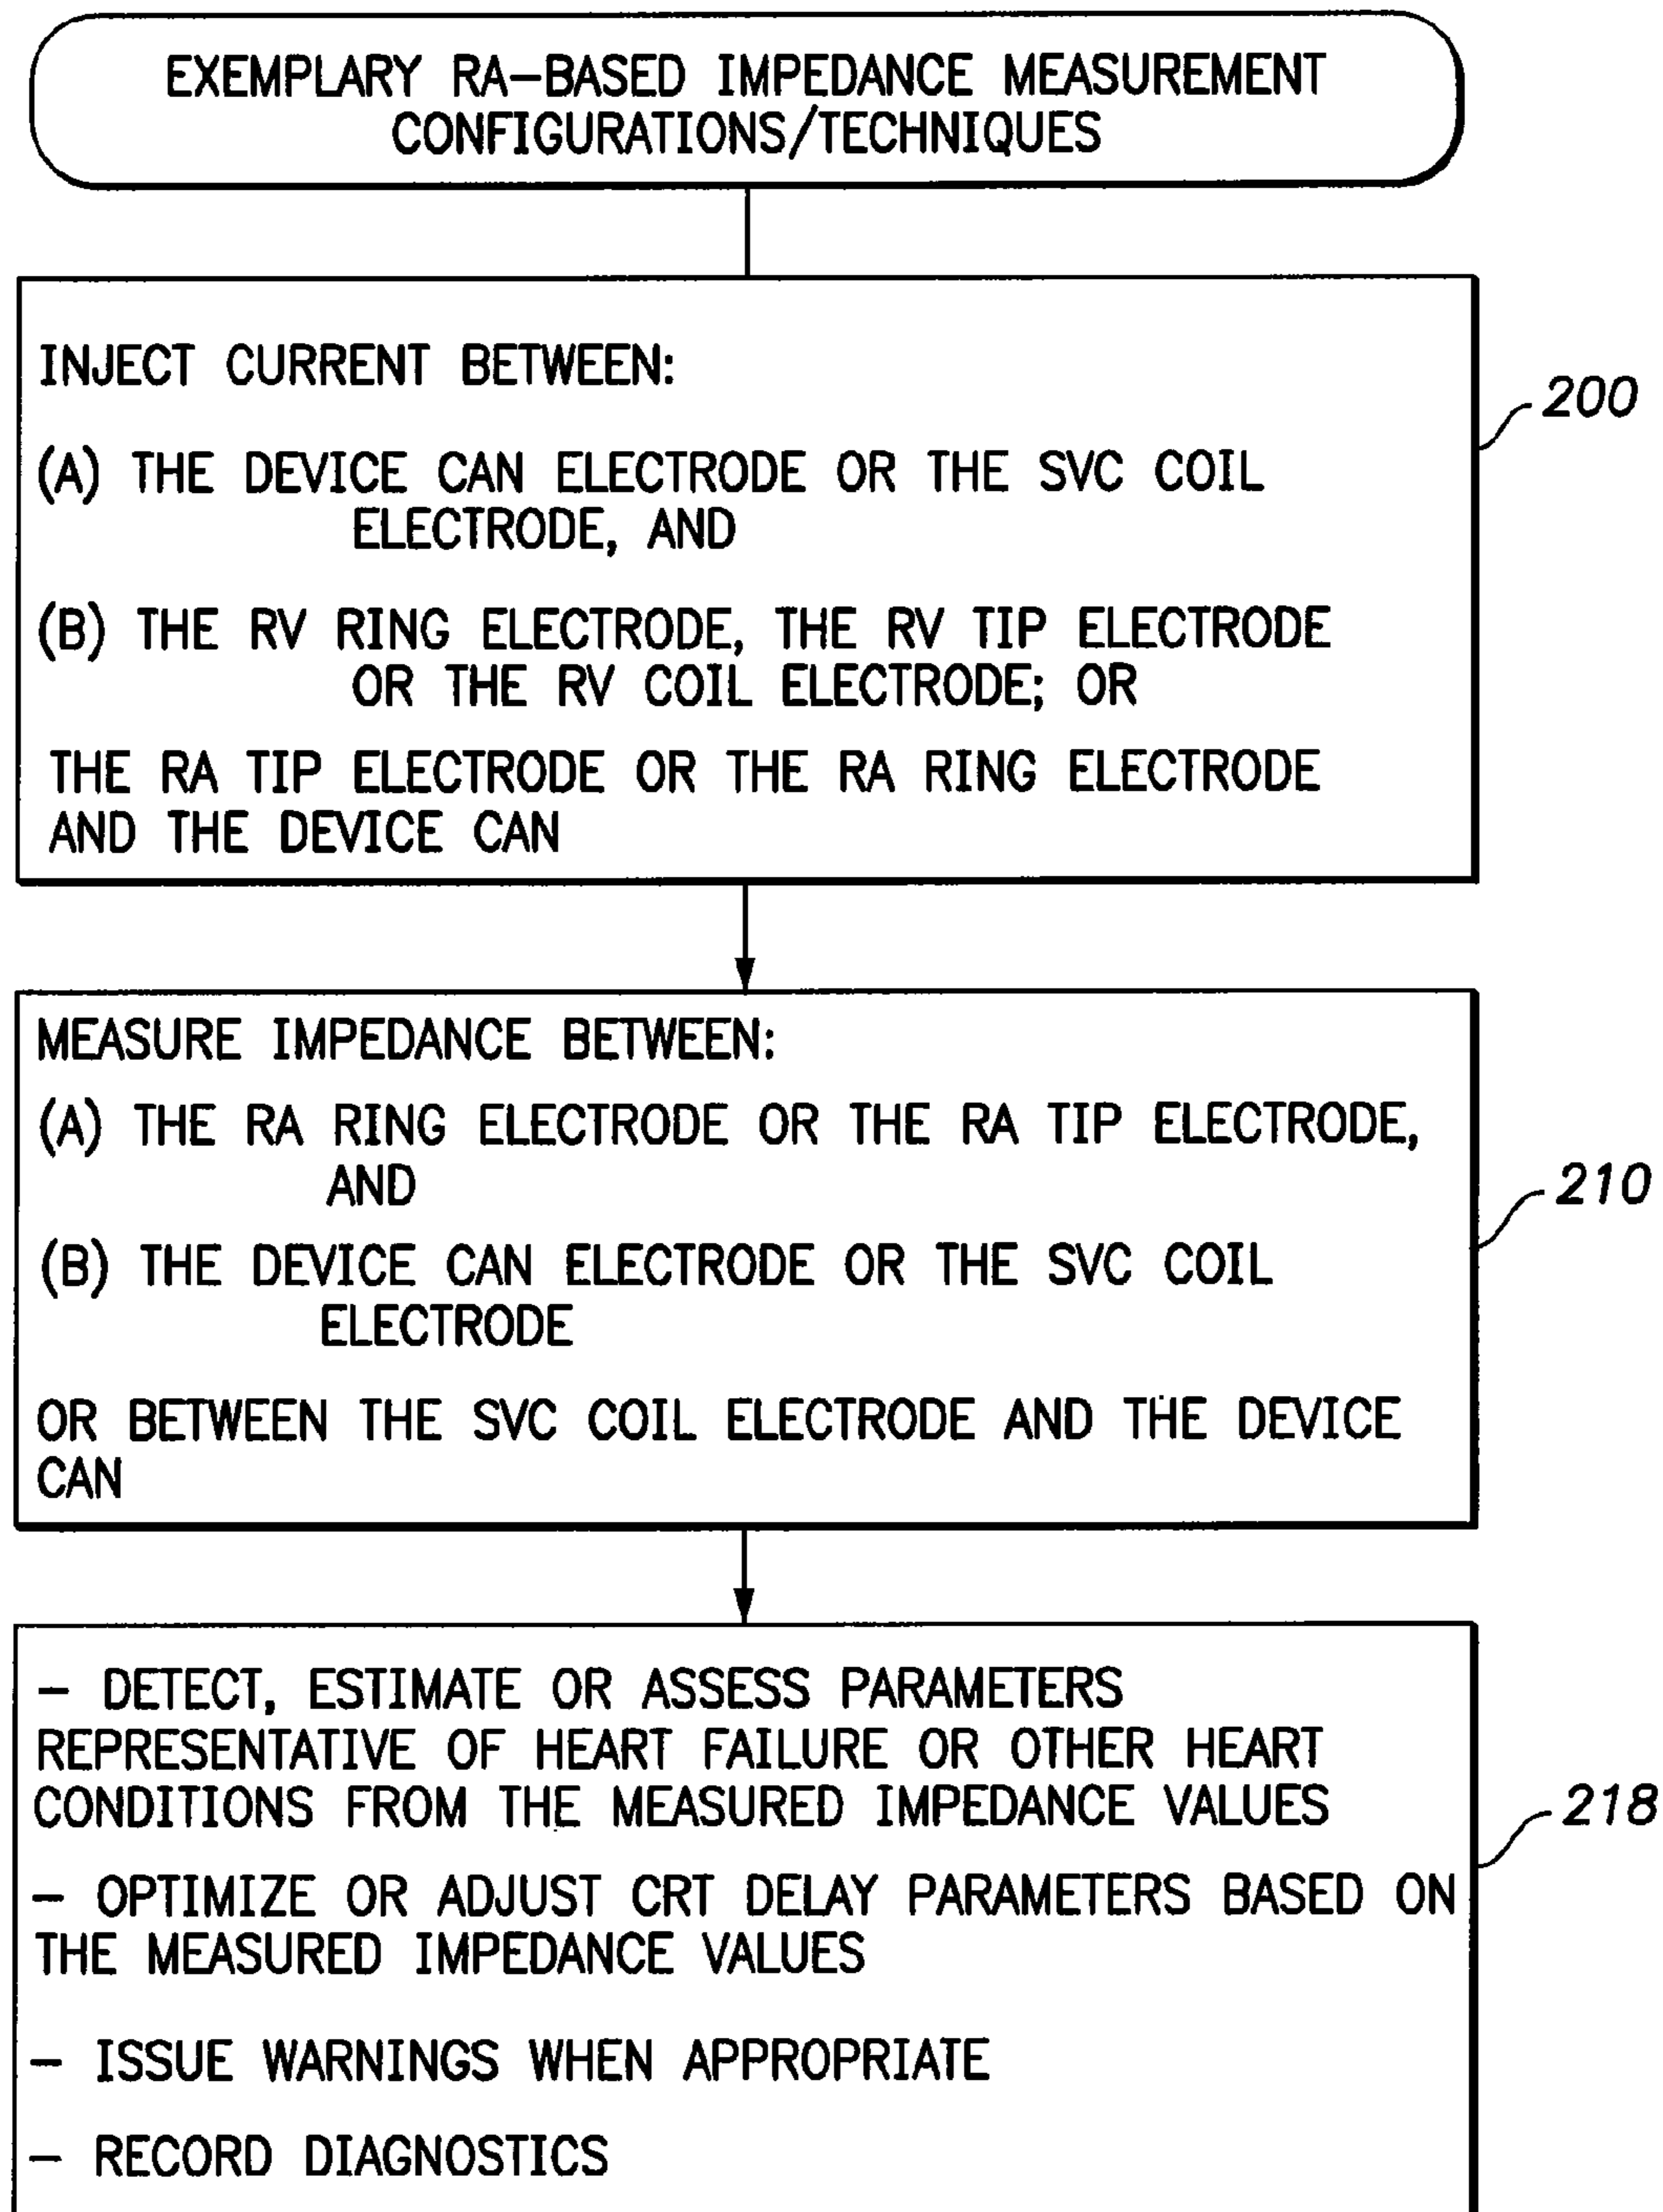 EXEMPLARY RA-BASED IMPEDANCE MEASUREMENT
CONFIGURATIONS/TECHNIQUES
INJECT CURRENT BETWEEN:
(A) THE DEVICE CAN ELECTRODE OR THE SVC COIL
ELECTRODE, AND
(B) THE RV RING ELECTRODE, THE RV TIP ELECTRODE
OR THE RV COIL ELECTRODE; OR
THE RA TIP ELECTRODE OR THE RA RING ELECTRODE
AND THE DEVICE CAN
200
MEASURE IMPEDANCE BETWEEN:
(A) THE RA RING ELECTRODE OR THE RA TIP ELECTRODE,
AND
(B) THE DEVICE CAN ELECTRODE OR THE SVC COIL
ELECTRODE
OR BETWEEN THE SVC COIL ELECTRODE AND THE DEVICE
CAN
210
- DETECT, ESTIMATE OR ASSESS PARAMETERS
REPRESENTATIVE OF HEART FAILURE OR OTHER HEART
CONDITIONS FROM THE MEASURED IMPEDANCE VALUES
- OPTIMIZE OR ADJUST CRT DELAY PARAMETERS BASED ON
THE MEASURED IMPEDANCE VALUES
- ISSUE WARNINGS WHEN APPROPRIATE
- RECORD DIAGNOSTICS
218